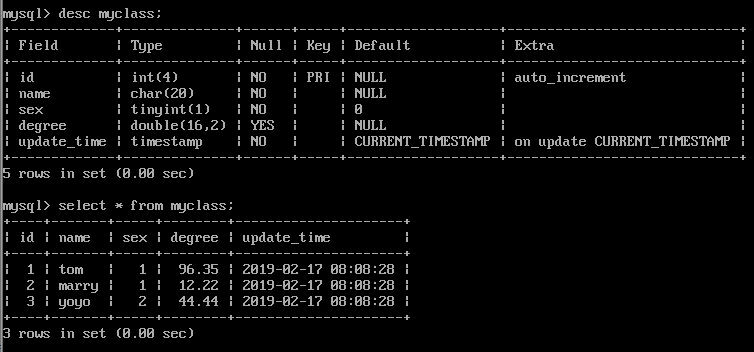 mysql> desc myclass;
+-------------+--------------+------+-----+-------------------+-----------------------------+
| Field       | Type         | Null | Key | Default           | Extra                       |
+-------------+--------------+------+-----+-------------------+-----------------------------+
| id          | int(4)       | NO   | PRI | NULL              | auto_increment              |
| name        | char(20)     | NO   |     | NULL              |                             |
| sex         | tinyint(1)   | NO   |     | 0                 |                             |
| degree      | double(16,2) | YES  |     | NULL              |                             |
| update_time | timestamp    | NO   |     | CURRENT_TIMESTAMP | on update CURRENT_TIMESTAMP |
+-------------+--------------+------+-----+-------------------+-----------------------------+
5 rows in set (0.00 sec)
mysql> select * from myclass;
+----+-------+-----+--------+---------------------+
| id | name  | sex | degree | update_time         |
+----+-------+-----+--------+---------------------+
|  1 | tom   |   1 |  96.35 | 2019-02-17 08:08:28 |
|  2 | marry |   1 |  12.22 | 2019-02-17 08:08:28 |
|  3 | yoyo  |   2 |  44.44 | 2019-02-17 08:08:28 |
+----+-------+-----+--------+---------------------+
3 rows in set (0.00 sec)